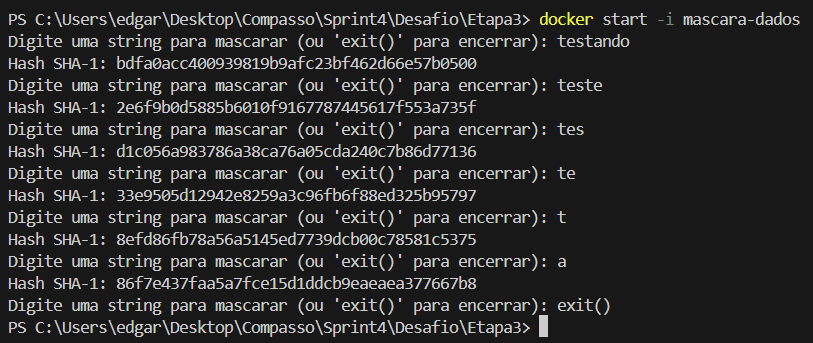 PS C:\Users\edgar\Desktop\Compasso\Sprint4\Desafio\Etapa3> docker start -i mascara-dados
Digite uma string para mascarar (ou 'exit()' para encerrar): testando
Hash SHA-1: bdfa0acc400939819b9afc23bf462d66e57b0500
Digite uma string para mascarar (ou 'exit()' para encerrar): teste
Hash SHA-1: 2e6f9b0d5885b6010f9167787445617f553a735f
Digite uma string para mascarar (ou 'exit()' para encerrar): tes
Hash SHA-1: d1c056a983786a38ca76a05cda240c7b86d77136
Digite uma string para mascarar (ou 'exit()' para encerrar): te
Hash SHA-1: 33e9505d12942e8259a3c96fb6f88ed325b95797
Digite uma string para mascarar (ou 'exit()' para encerrar): t
Hash SHA-1: 8efd86fb78a56a5145ed7739dcb00c78581c5375
Digite uma string para mascarar (ou 'exit()' para encerrar): a
Hash SHA-1: 86f7e437faa5a7fce15d1ddcb9eaeaea377667b8
Digite uma string para mascarar (ou 'exit()' para encerrar): exit()
PS C:\Users\edgar\Desktop\Compasso\Sprint4\Desafio\Etapa3>